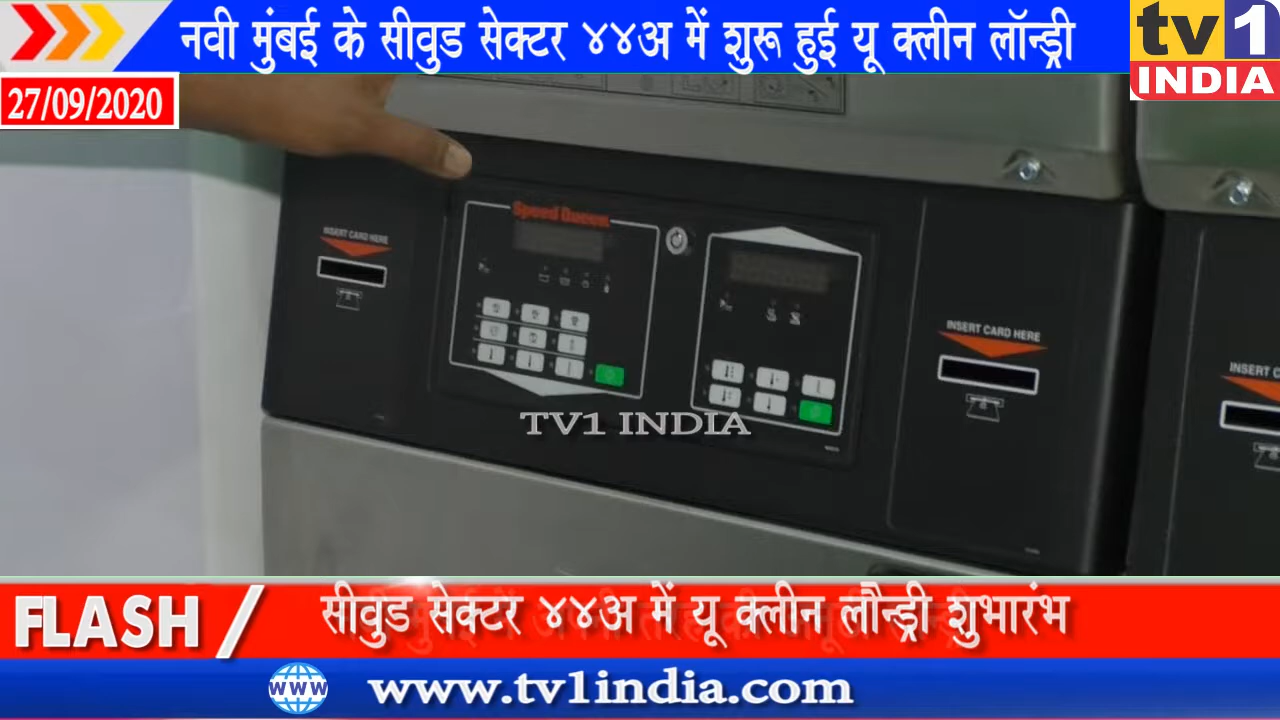 नवी मुंबई के सीवुड सेक्टर ४४अ में शुरू हुई यू क्लीन लॉन्ड्री
tv1
INDIA
27/09/2020
Speed Queen
INSERT CARD HERE
INSERT CARD HERE
INSERT C
TV1 INDIA
FLASH / सीवुड सेक्टर ४४अ में यू क्लीन लौन्ड्री शुभारंभ
www www.tv1india.com